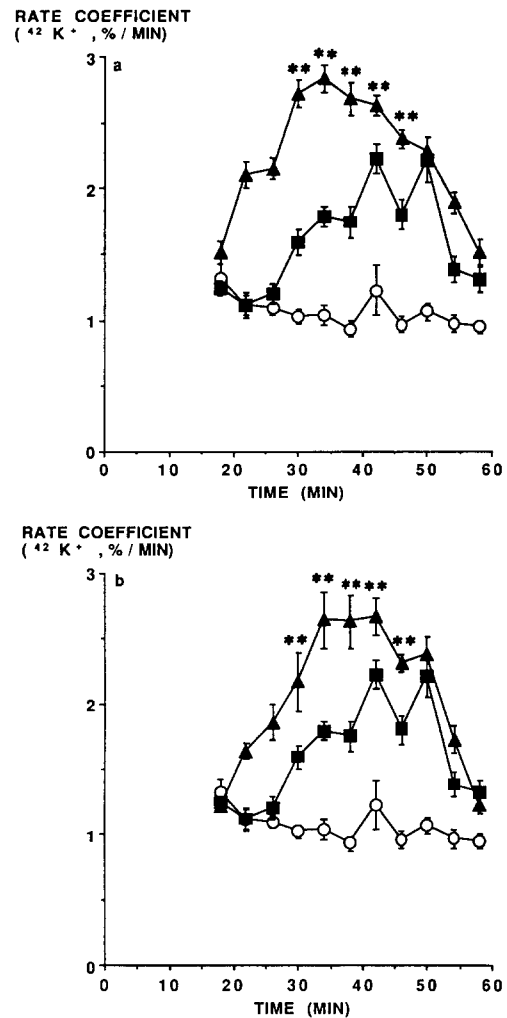 RATE COEFFICIENT
( ⁴² K ⁺ , % / MIN)
3
a
**
**
**
**
**
2
1
0
0 10 20 30 40 50 60
TIME (MIN)
RATE COEFFICIENT
( ⁴² K ⁺ , % / MIN)
3
b
** ** **
** **
2
1
0
0 10 20 30 40 50 60
TIME (MIN)